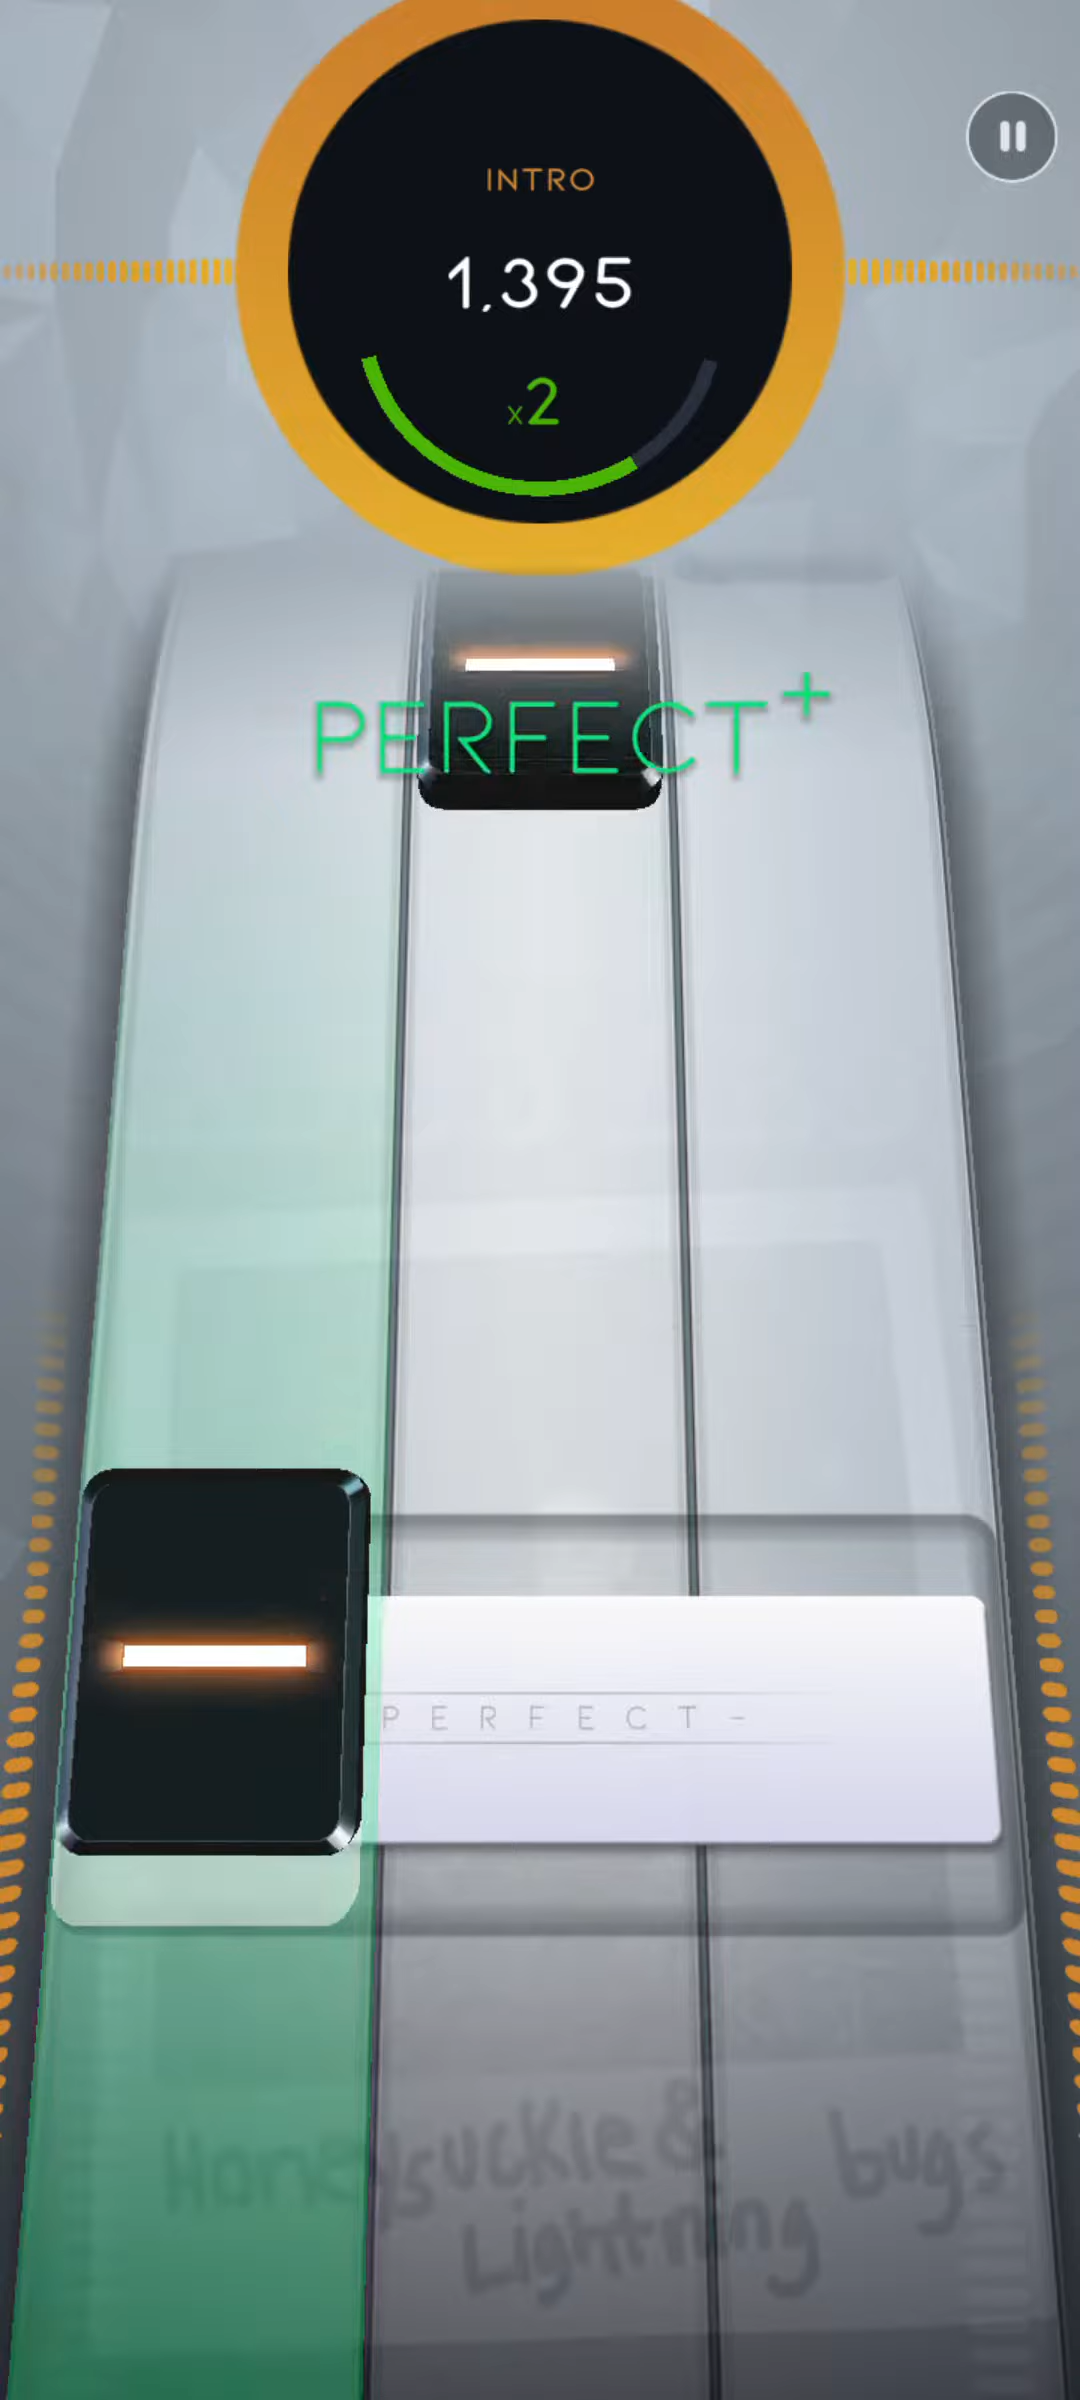 INTRO
1,395
x2
PERFECT+
PERFECT-
Honeysuckle &
Lightning
bugs